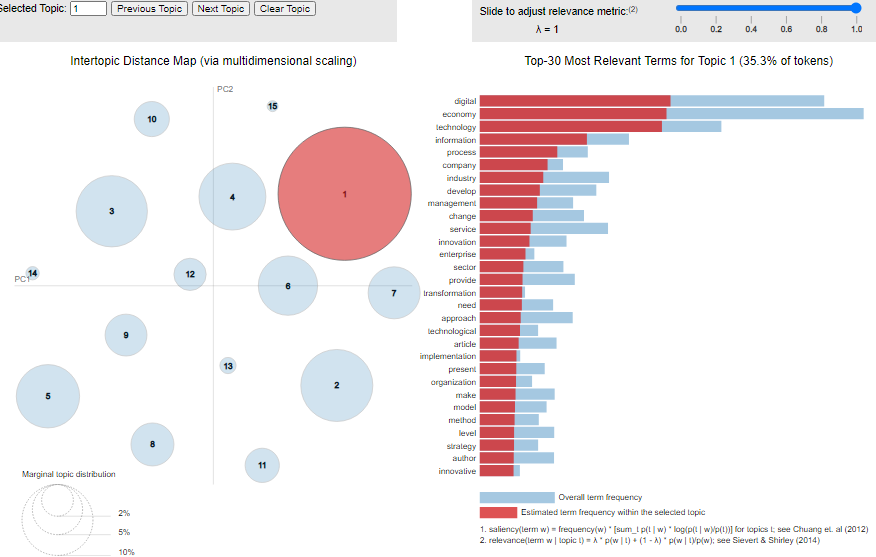 Selected Topic: 1 Previous Topic Next Topic Clear Topic
Slide to adjust relevance metric:(2)
λ = 1
0.0 0.2 0.4 0.6 0.8 1.0
Intertopic Distance Map (via multidimensional scaling)
PC2
PC1
15
10
1
4
3
14
12
6
7
9
13
2
5
8
11
Marginal topic distribution
2%
5%
10%
Top-30 Most Relevant Terms for Topic 1 (35.3% of tokens)
digital
economy
technology
information
process
company
industry
develop
management
change
service
innovation
enterprise
sector
provide
transformation
need
approach
technological
article
implementation
present
organization
make
model
method
level
strategy
author
innovative
Overall term frequency
Estimated term frequency within the selected topic
1. saliency(term w) = frequency(w) * [sum_t p(t | w) * log(p(t | w)/p(t))] for topics t; see Chuang et. al (2012)
2. relevance(term w | topic t) = λ * p(w | t) + (1 - λ) * p(w | t)/p(w); see Sievert & Shirley (2014)